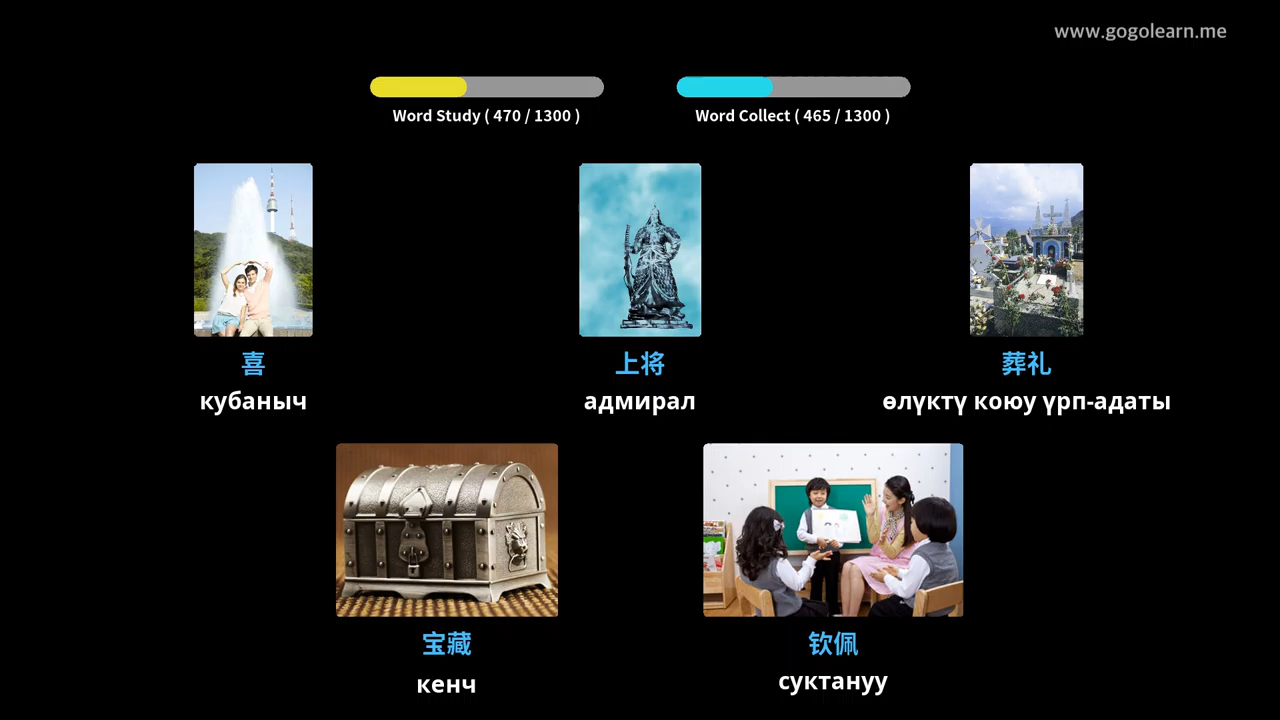 www.gogolearn.me
Word Study ( 470 / 1300 )
Word Collect ( 465 / 1300 )
喜
上将
葬礼
кубаныч
адмирал
өлүктү коюу үрп-адаты
宝藏
钦佩
кенч
суктануу